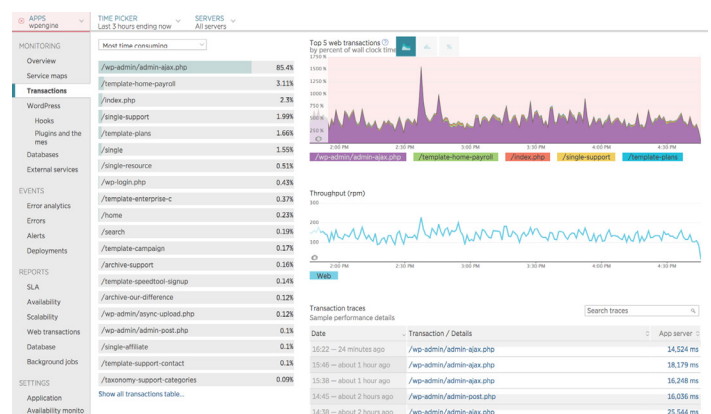 APPS
wpengine
TIME PICKER
Last 3 hours ending now
SERVERS
All servers
MONITORING
Overview
Service maps
Transactions
WordPress
Hooks
Plugins and the
mes
Databases
External services
EVENTS
Error analytics
Errors
Alerts
Deployments
REPORTS
SLA
Availability
Scalability
Web transactions
Database
Background jobs
SETTINGS
Application
Availability monito
Most time consuming
/wp-admin/admin-ajax.php 85.4%
/template-home-payroll 3.11%
/index.php 2.3%
/single-support 1.99%
/template-plans 1.66%
/single 1.55%
/single-resource 0.51%
/wp-login.php 0.43%
/template-enterprise-c 0.37%
/home 0.23%
/search 0.19%
/template-campaign 0.17%
/archive-support 0.16%
/template-speedtool-signup 0.14%
/archive-our-difference 0.12%
/wp-admin/async-upload.php 0.12%
/wp-admin/admin-post.php 0.1%
/single-affiliate 0.1%
/template-support-contact 0.1%
/taxonomy-support-categories 0.09%
Show all transactions table...
Top 5 web transactions
by percent of wall clock time
1750 %
1500 %
1250 %
1000 %
750 %
500 %
250 %
2:00 PM 2:30 PM 3:00 PM 3:30 PM 4:00 PM 4:30 PM
/wp-admin/admin-ajax.php /template-home-payroll /index.php /single-support /template-plans
Throughput (rpm)
300
200
100
2:00 PM 2:30 PM 3:00 PM 3:30 PM 4:00 PM 4:30 PM
Web
Transaction traces
Sample performance details
Search traces
Date Transaction / Details App server
16:22 — 24 minutes ago /wp-admin/admin-ajax.php 14,524 ms
15:46 — about 1 hour ago /wp-admin/admin-ajax.php 18,179 ms
15:38 — about 1 hour ago /wp-admin/admin-ajax.php 16,248 ms
14:45 — about 2 hours ago /wp-admin/admin-post.php 16,036 ms
14:38 — about 2 hours ago /wp-admin/admin-ajax.php 25,544 ms